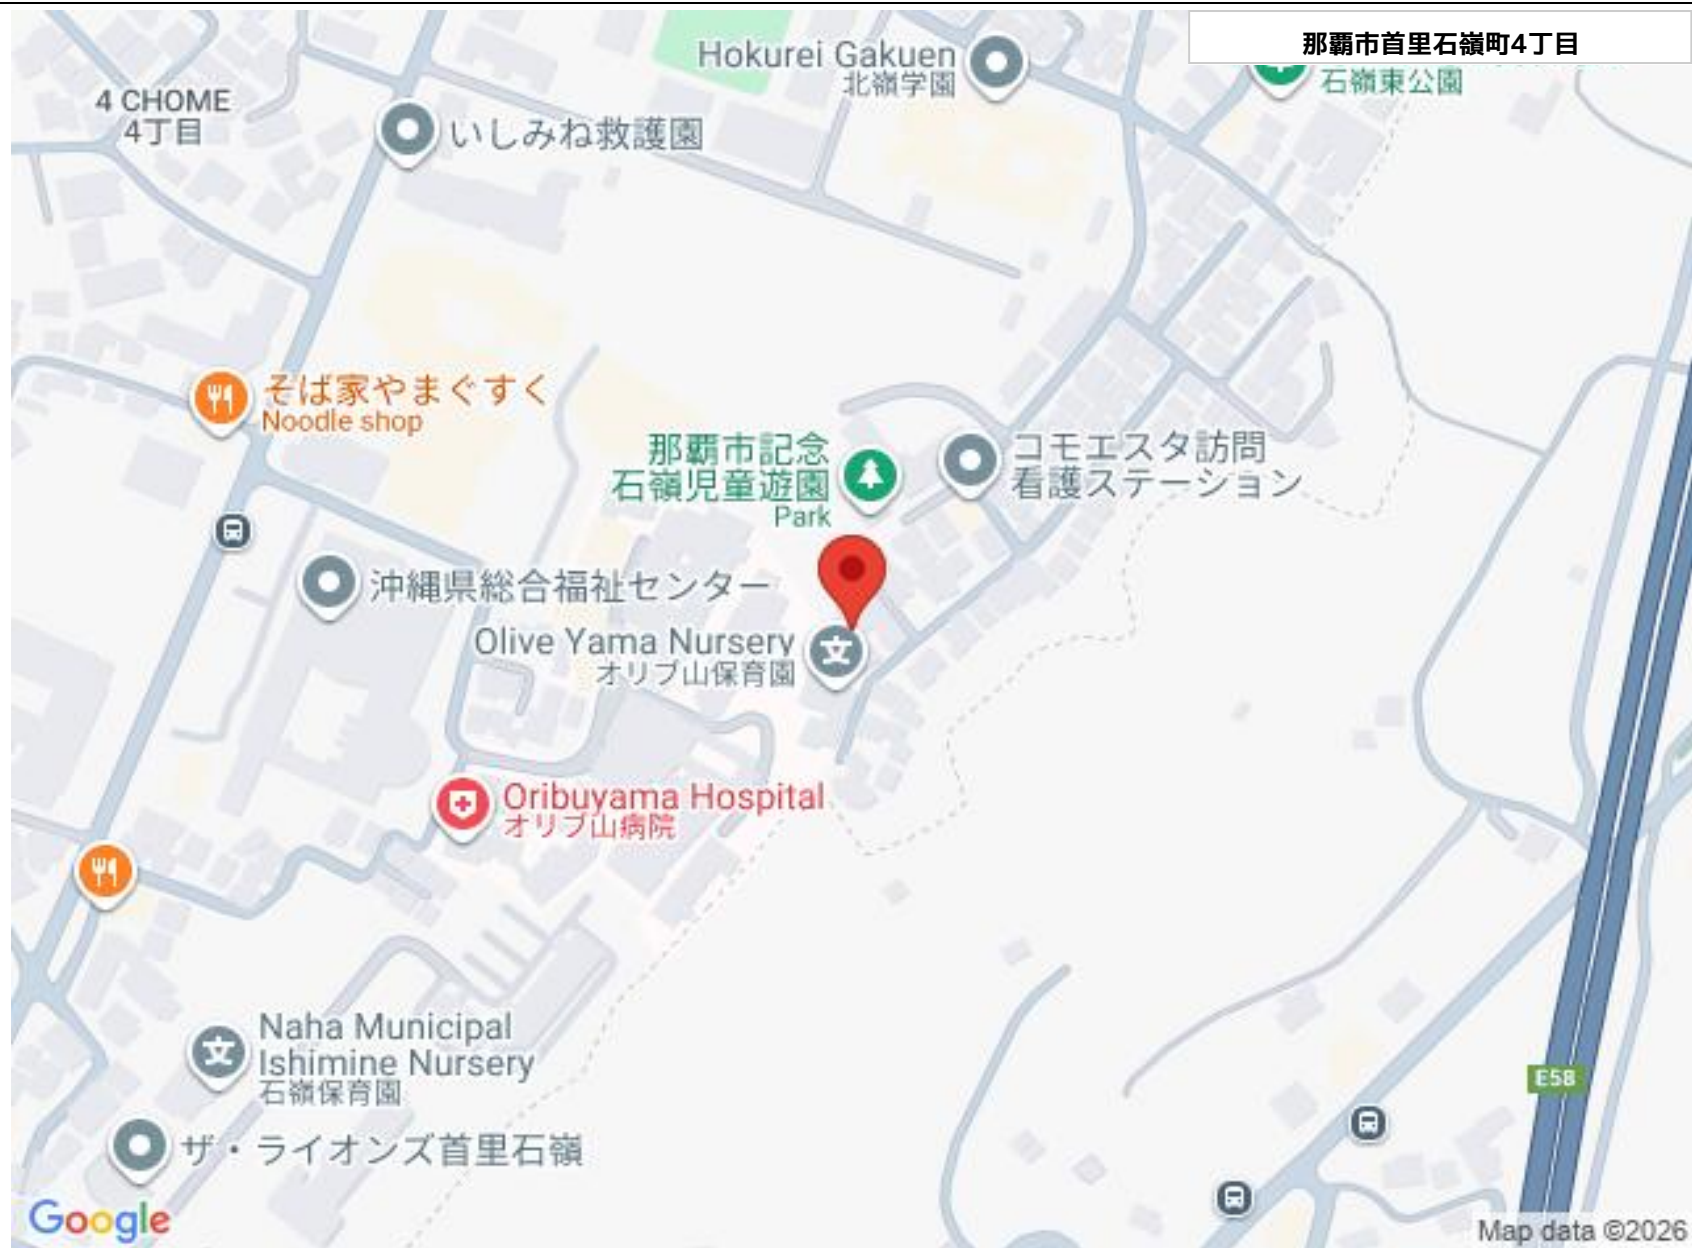 那覇市首里石嶺町4丁目
Hokurei Gakuen
北嶺学園
石嶺東公園
4 CHOME
4丁目
いしみね救護園
そば家やまぐすく
Noodle shop
那覇市記念
石嶺児童遊園
Park
コモエスタ訪問
看護ステーション
沖縄県総合福祉センター
Olive Yama Nursery
オリブ山保育園
Oribuyama Hospital
オリブ山病院
Naha Municipal
Ishimine Nursery
石嶺保育園
E58
ザ・ライオンズ首里石嶺
Google
Map data ©2026